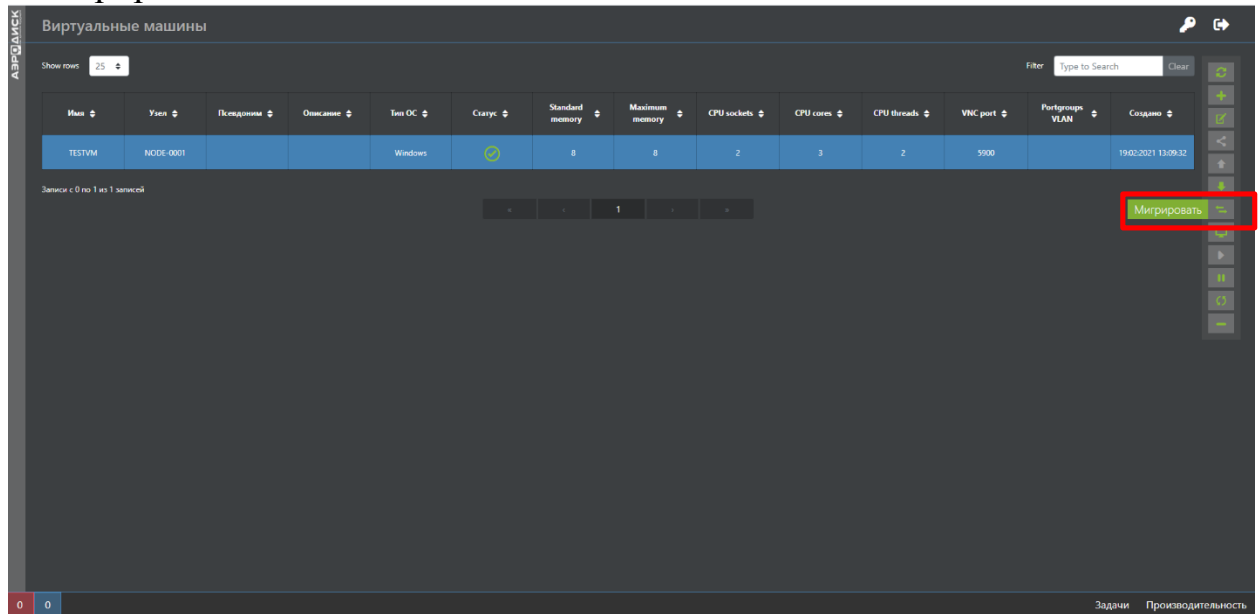 Виртуальные машины
АЭРОДИСК
Show rows 25
Filter Type to Search Clear
Имя Узел Псевдоним Описание Тип ОС Статус Standard memory Maximum memory CPU sockets CPU cores CPU threads VNC port Portgroups VLAN Создано
TESTVM NODE-0001 Windows 8 8 2 3 2 5900 19:02:2021 13:09:32
Записи с 0 по 1 из 1 записей
« ‹ 1 › »
Мигрировать
0 0 Задачи Производительность